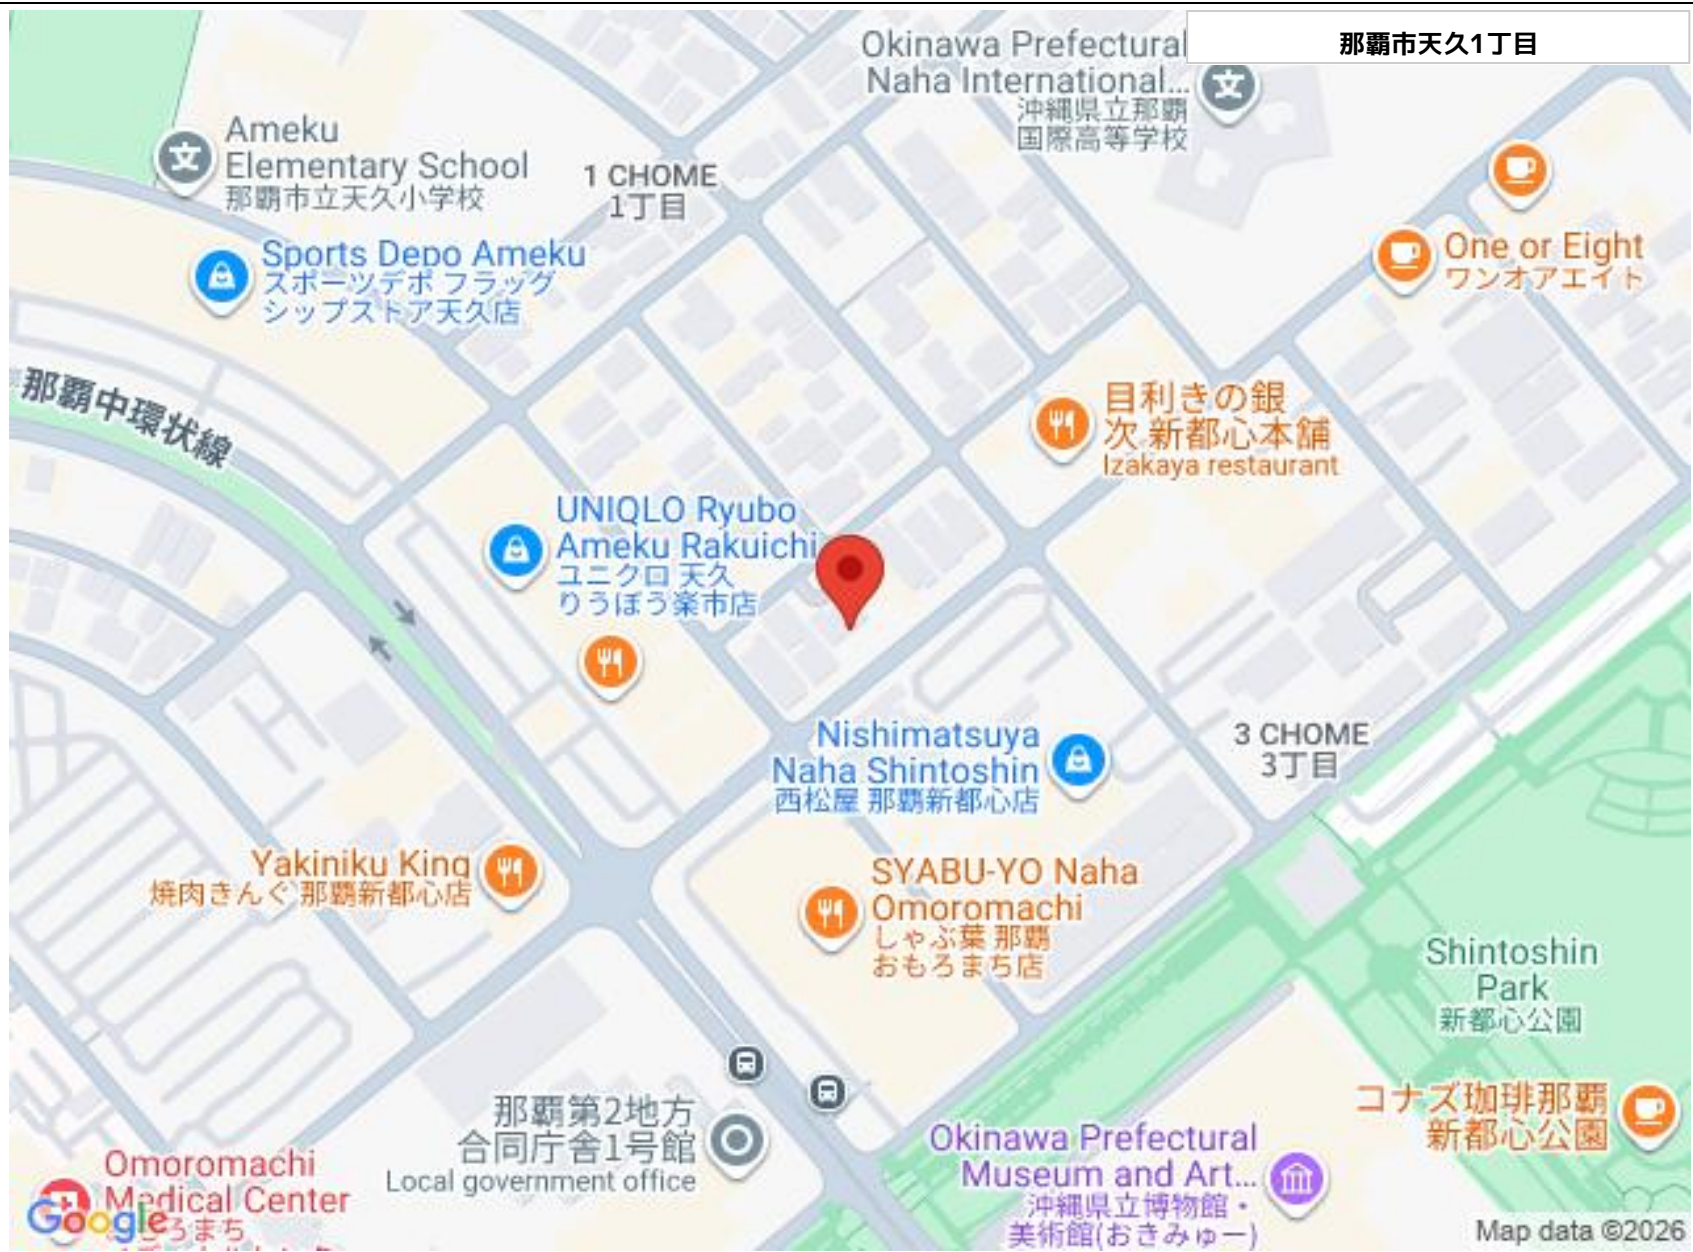 那覇市天久1丁目
Okinawa Prefectural
Naha International...
沖縄県立那覇
国際高等学校
Ameku
Elementary School
那覇市立天久小学校
1 CHOME
1丁目
Sports Depo Ameku
スポーツデポ フラッグ
シップストア天久店
One or Eight
ワンオアエイト
那覇中環状線
目利きの銀
次 新都心本舗
Izakaya restaurant
UNIQLO Ryubo
Ameku Rakuichi
ユニクロ 天久
りうぼう楽市店
Nishimatsuya
Naha Shintoshin
西松屋 那覇新都心店
3 CHOME
3丁目
Yakiniku King
焼肉きんぐ 那覇新都心店
SYABU-YO Naha
Omoromachi
しゃぶ葉 那覇
おもろまち店
Shintoshin
Park
新都心公園
那覇第2地方
合同庁舎1号館
Local government office
コナズ珈琲那覇
新都心公園
Okinawa Prefectural
Museum and Art...
沖縄県立博物館・
美術館(おきみゅー)
Omoromachi
Medical Center
ろまち
Google
Map data ©2026